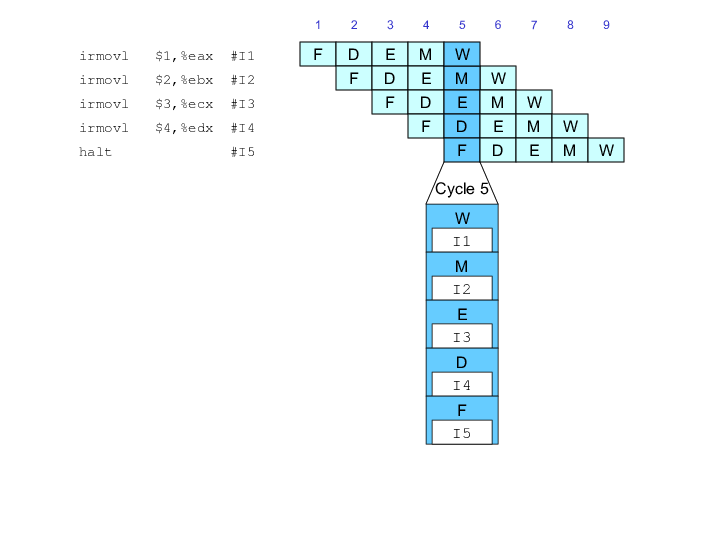 1 2 3 4 5 6 7 8 9
irmovl $1,%eax #I1 F D E M W
irmovl $2,%ebx #I2 F D E M W
irmovl $3,%ecx #I3 F D E M W
irmovl $4,%edx #I4 F D E M W
halt #I5 F D E M W
Cycle 5
W
I1
M
I2
E
I3
D
I4
F
I5